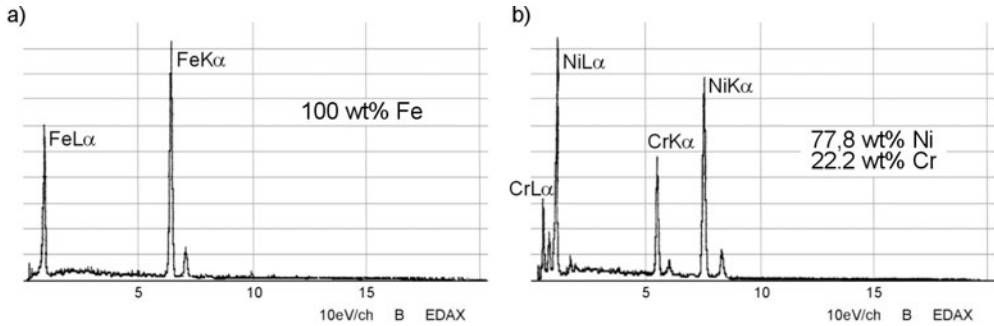 a)
FeKα
100 wt% Fe
FeLα
5 10 15
10eV/ch B EDAX
b)
NiLα
NiKα
77,8 wt% Ni
CrKα
22.2 wt% Cr
CrLα
5 10 15
10eV/ch B EDAX